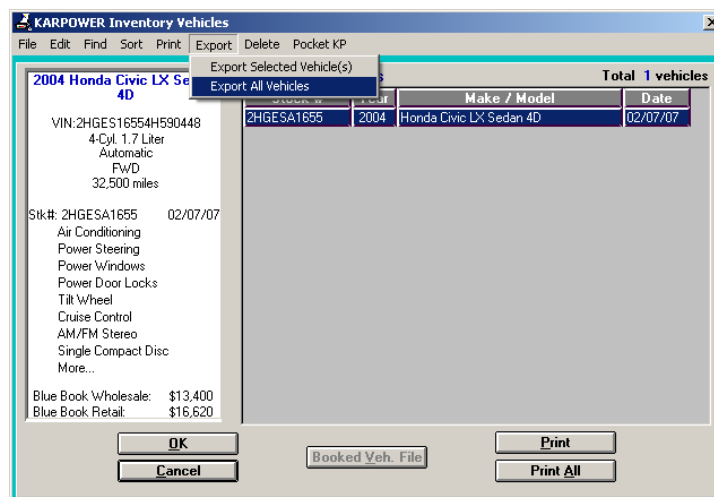 KARPOWER Inventory Vehicles
File Edit Find Sort Print Export Delete Pocket KP
Export Selected Vehicle(s)
Export All Vehicles
2004 Honda Civic LX Se
4D
VIN:2HGES16554H590448
4-Cyl. 1.7 Liter
Automatic
FWD
32,500 miles
Stk#: 2HGESA1655 02/07/07
Air Conditioning
Power Steering
Power Windows
Power Door Locks
Tilt Wheel
Cruise Control
AM/FM Stereo
Single Compact Disc
More...
Blue Book Wholesale: $13,400
Blue Book Retail: $16,620
Total 1 vehicles
Stock # Year Make / Model Date
2HGESA1655 2004 Honda Civic LX Sedan 4D 02/07/07
OK
Cancel
Booked Veh. File
Print
Print All